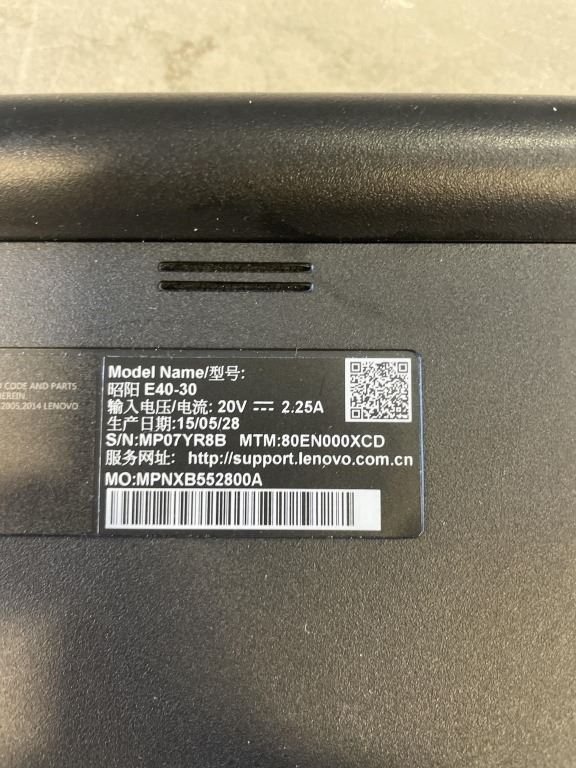 O CODE AND PARTS
EREIN.
2005,2014 LENOVO
Model Name/型号:
昭阳 E40-30
输入电压/电流: 20V ⎓ 2.25A
生产日期:15/05/28
S/N:MP07YR8B MTM:80EN000XCD
服务网址: http://support.lenovo.com.cn
MO:MPNXB552800A